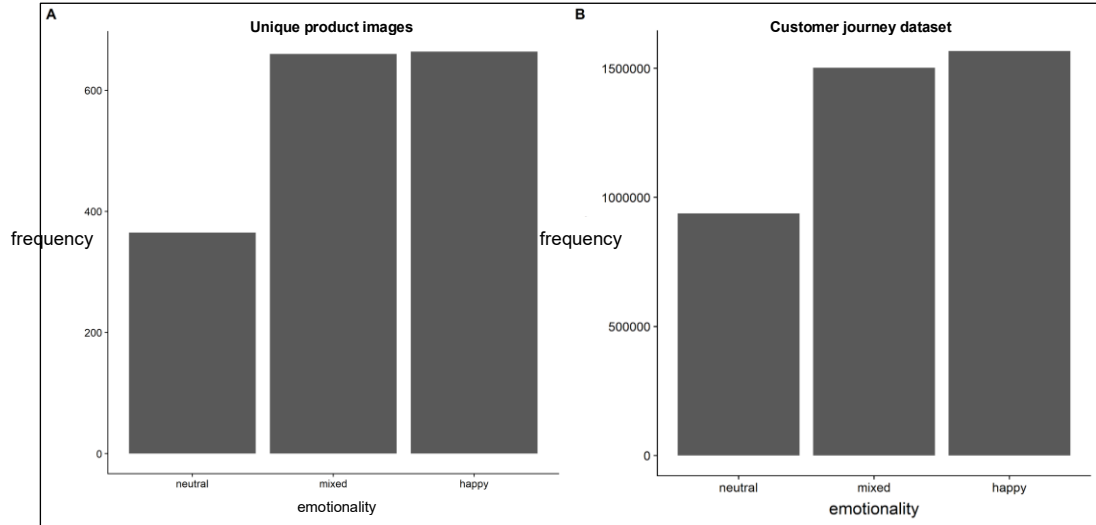 A
Unique product images
600
400
frequency
200
0
neutral mixed happy
emotionality
B
Customer journey dataset
1500000
1000000
frequency
500000
0
neutral mixed happy
emotionality